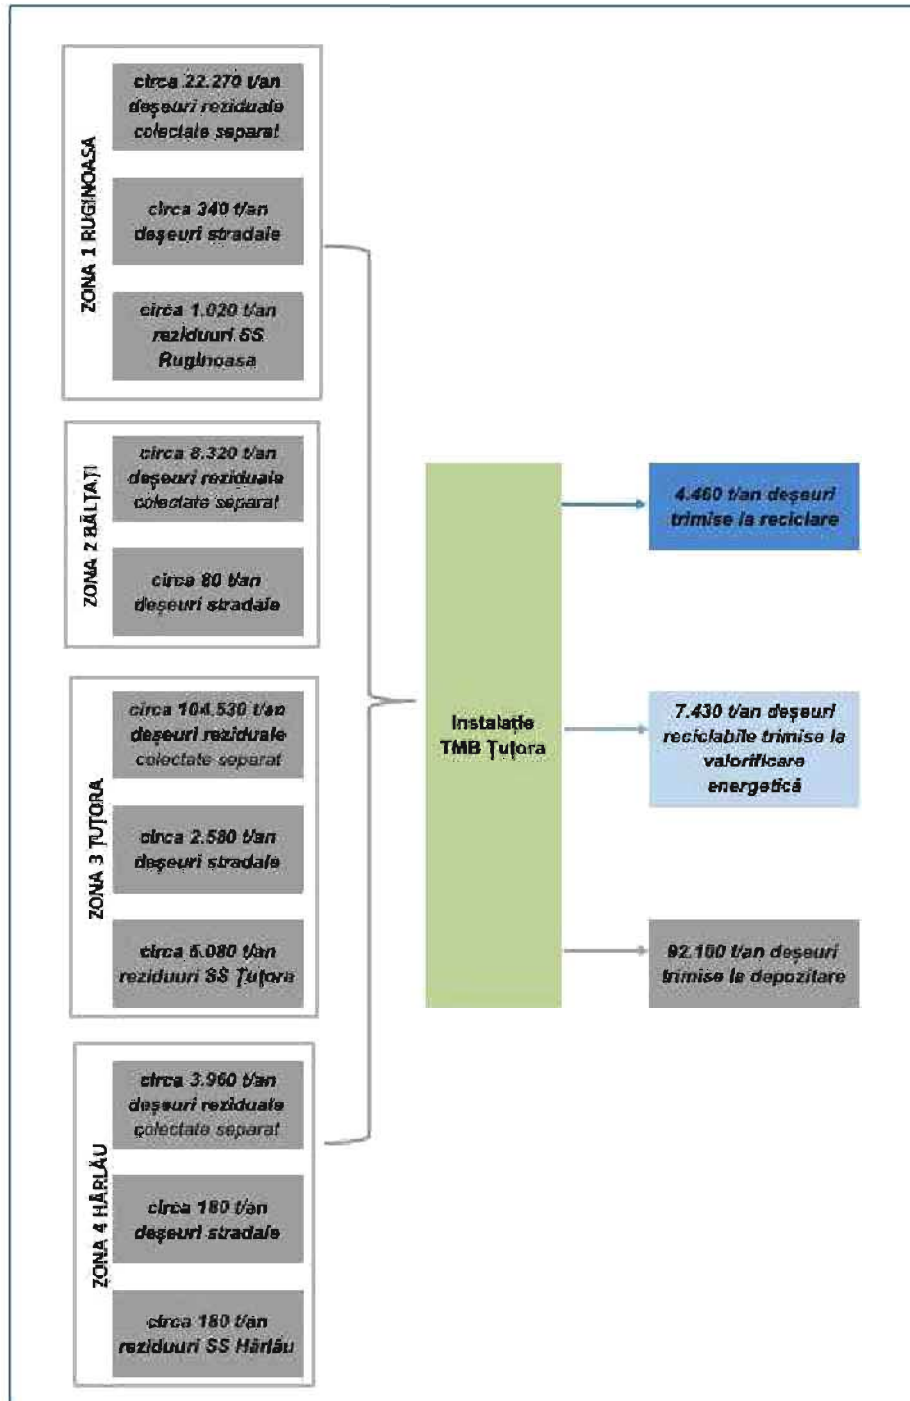 ZONA 1 RUGINOASA
circa 22.270 t/an
deșeuri reziduale
colectate separat
circa 340 t/an
deșeuri stradale
circa 1.020 t/an
reziduuri SS
Ruginoasa
ZONA 2 BĂLȚAȚI
circa 8.320 t/an
deșeuri reziduale
colectate separat
circa 80 t/an
deșeuri stradale
ZONA 3 ȚUȚORA
circa 104.530 t/an
deșeuri reziduale
colectate separat
circa 2.580 t/an
deșeuri stradale
circa 5.080 t/an
reziduuri SS Țuțora
ZONA 4 HÂRLĂU
circa 3.960 t/an
deșeuri reziduale
colectate separat
circa 180 t/an
deșeuri stradale
circa 180 t/an
reziduuri SS Hârlău
Instalație
TMB Țuțora
4.460 t/an deșeuri
trimise la reciclare
7.430 t/an deșeuri
reciclabile trimise la
valorificare
energetică
92.100 t/an deșeuri
trimise la depozitare